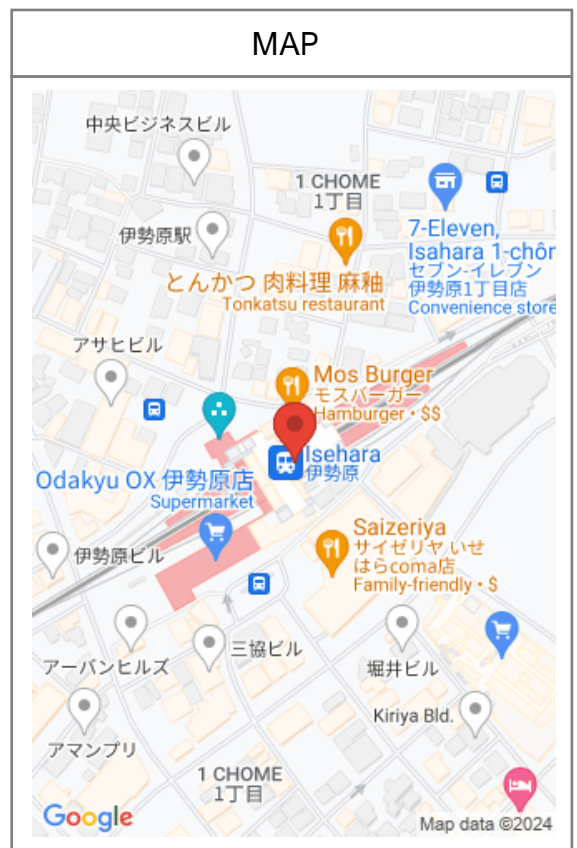 MAP
中央ビジネスビル
1 CHOME
1丁目
伊勢原駅
7-Eleven,
Isahara 1-chôr
セブン-イレブン
伊勢原1丁目店
Convenience store
とんかつ 肉料理 麻釉
Tonkatsu restaurant
アサヒビル
Mos Burger
モスバーガー
Hamburger • $$
Isehara
伊勢原
Odakyu OX 伊勢原店
Supermarket
伊勢原ビル
Saizeriya
サイゼリヤ いせ
はらcoma店
Family-friendly • $
アーバンヒルズ
三協ビル
堀井ビル
アマンプリ
Kiriya Bld.
1 CHOME
1丁目
Google
Map data ©2024